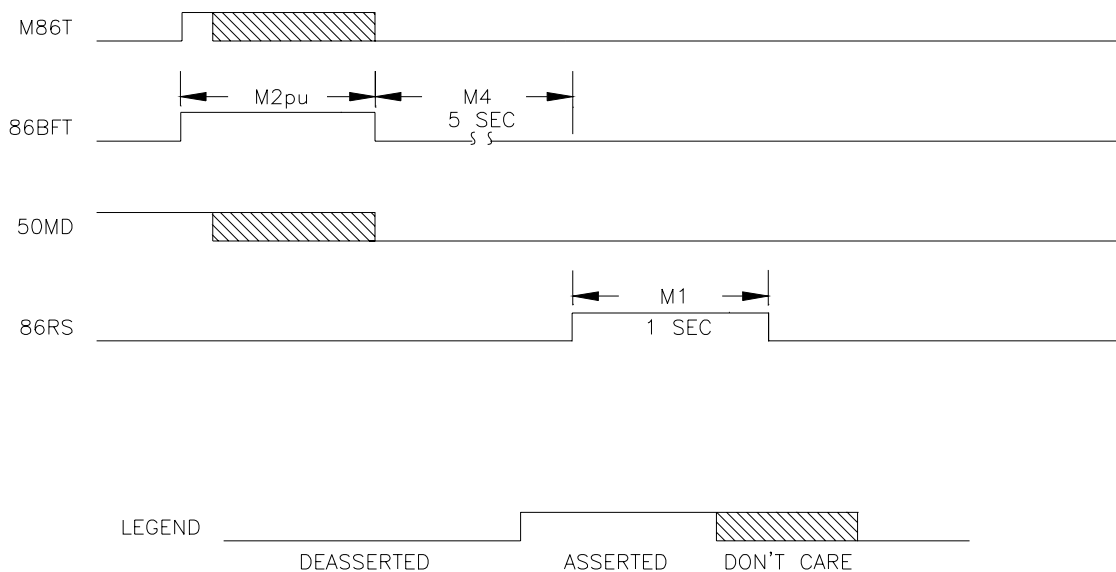 M86T
M2pu
M4
86BFT
5 SEC
50MD
M1
86RS
1 SEC
LEGEND
DEASSERTED
ASSERTED
DON'T CARE